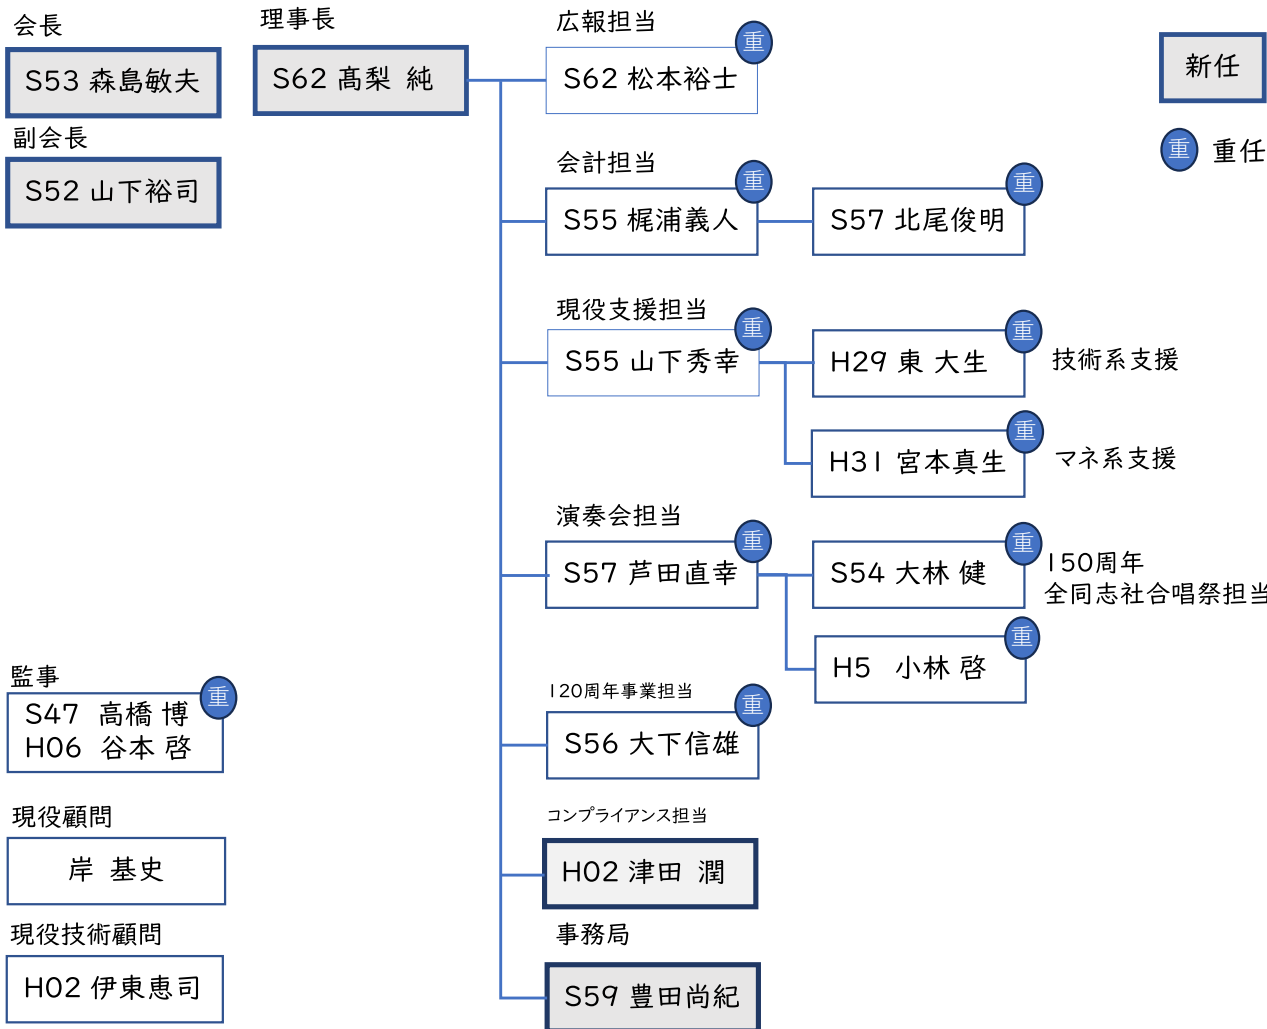 会長
S53 森島敏夫
副会長
S52 山下裕司
理事長
S62 髙梨 純
広報担当
重
S62 松本裕士
会計担当
重
S55 梶浦義人
重
S57 北尾俊明
現役支援担当
重
S55 山下秀幸
重
H29 東 大生
技術系支援
重
H31 宮本真生
マネ系支援
演奏会担当
重
S57 芦田直幸
重
S54 大林 健
150周年
全同志社合唱祭担当
重
H5 小林 啓
120周年事業担当
重
S56 大下信雄
コンプライアンス担当
H02 津田 潤
事務局
S59 豊田尚紀
監事
重
S47 高橋 博
H06 谷本 啓
現役顧問
岸 基史
現役技術顧問
H02 伊東恵司
新任
重 重任